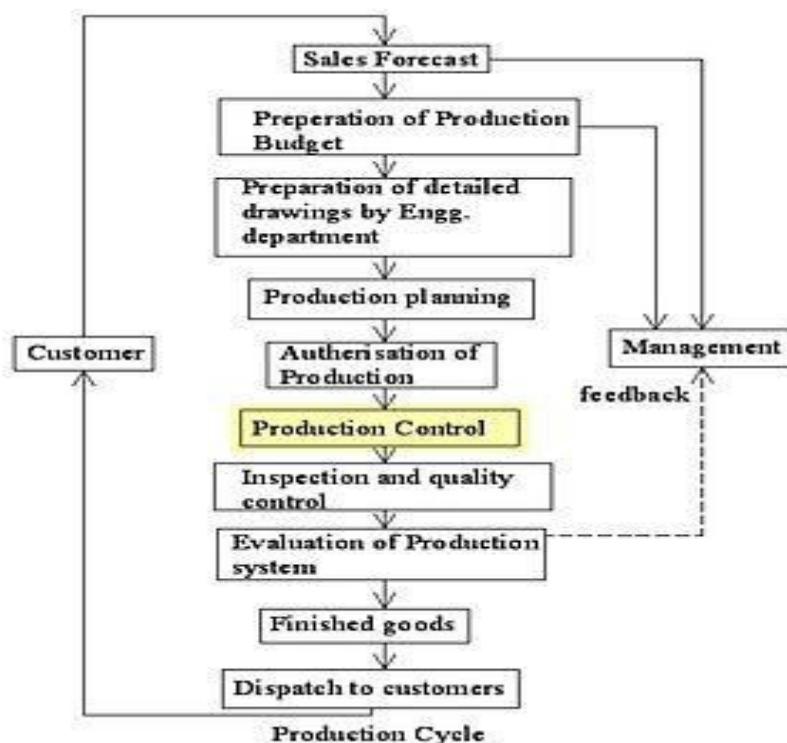 Sales Forecast
Preperation of Production
Budget
Preparation of detailed
drawings by Engg.
department
Production planning
Customer
Autherisation of
Production
Management
feedback
Production Control
Inspection and quality
control
Evaluation of Production
system
Finished goods
Dispatch to customers
Production Cycle